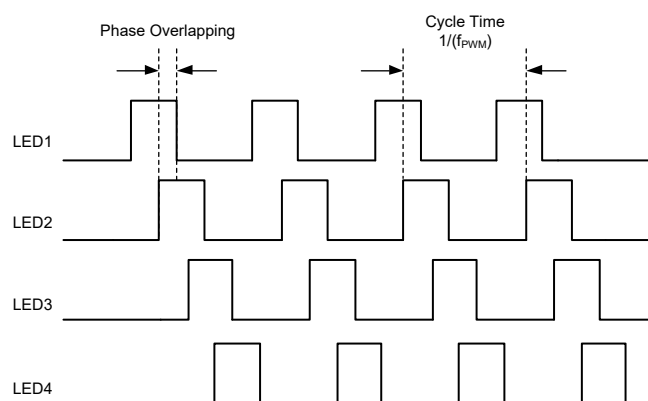 Phase Overlapping
Cycle Time
1/(fPWM)
LED1
LED2
LED3
LED4